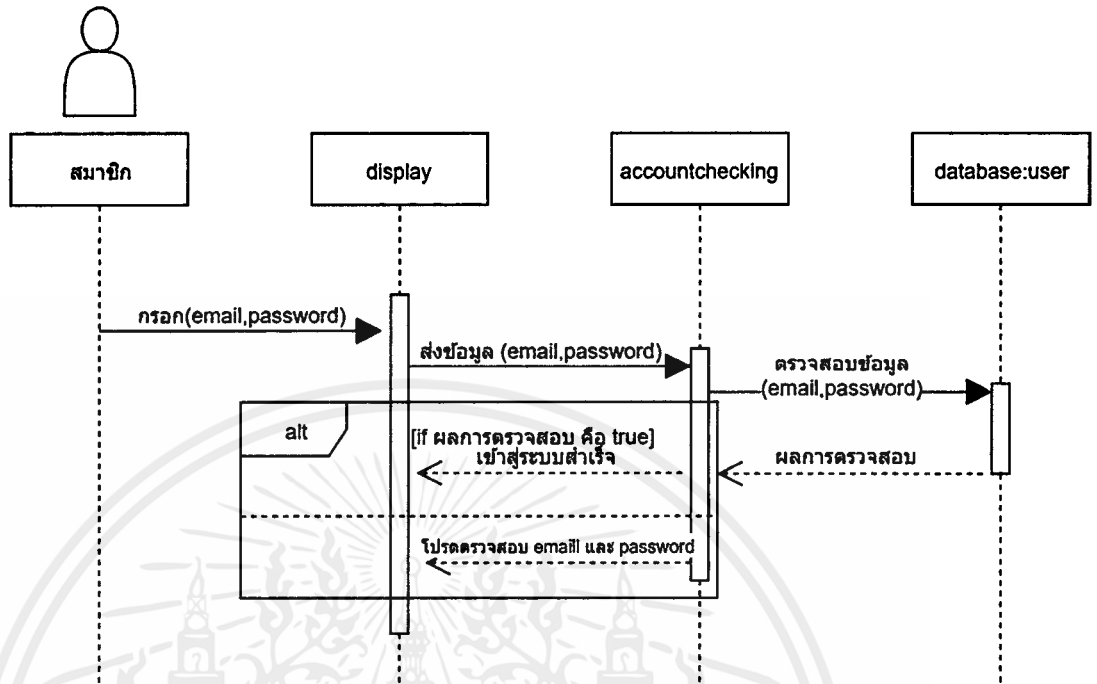 สมาชิก
display
accountchecking
database:user
กรอก(email,password)
ส่งข้อมูล (email,password)
ตรวจสอบข้อมูล
(email,password)
alt
[if ผลการตรวจสอบ คือ true]
เข้าสู่ระบบสำเร็จ
ผลการตรวจสอบ
โปรดตรวจสอบ emaill และ password